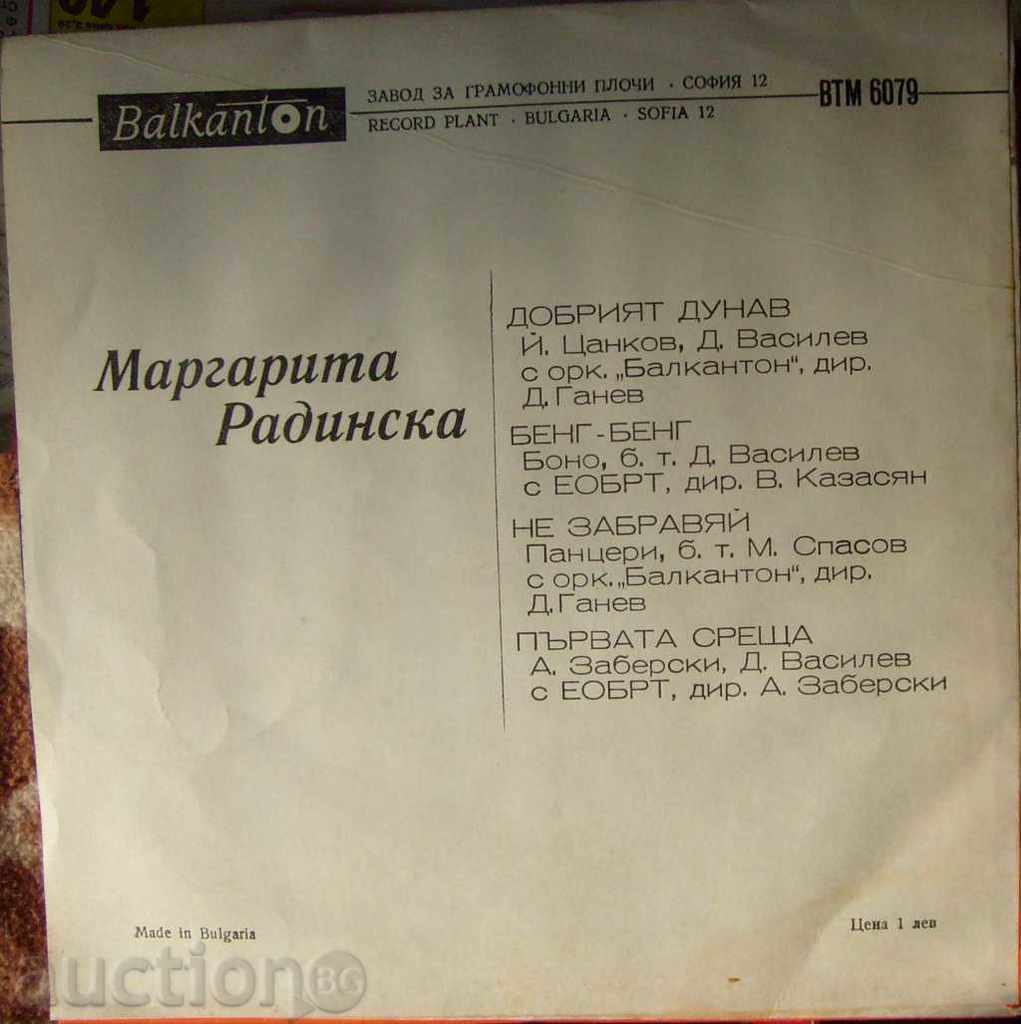 Balkanton
ЗАВОД ЗА ГРАМОФОННИ ПЛОЧИ · СОФИЯ 12
RECORD PLANT · BULGARIA · SOFIA 12
ВТМ 6079
Маргарита
Радинска
ДОБРИЯТ ДУНАВ
Й. Цанков, Д. Василев
с орк. „Балкантон“, дир.
Д. Ганев
БЕНГ-БЕНГ
Боно, б. т. Д. Василев
с ЕОБРТ, дир. В. Казасян
НЕ ЗАБРАВЯЙ
Панцери, б. т. М. Спасов
с орк. „Балкантон“, дир.
Д. Ганев
ПЪРВАТА СРЕЩА
А. Заберски, Д. Василев
с ЕОБРТ, дир. А. Заберски
Made in Bulgaria
Цена 1 лев
auction BG